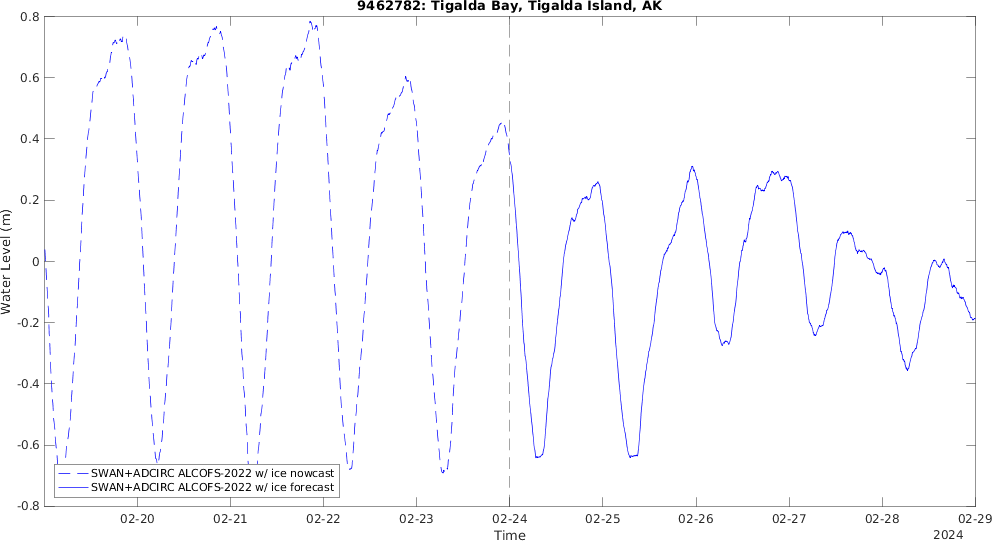 9462782: Tigalda Bay, Tigalda Island, AK
0.8
0.6
0.4
0.2
0
-0.2
-0.4
-0.6
-0.8
Water Level (m)
SWAN+ADCIRC ALCOFS-2022 w/ ice nowcast
SWAN+ADCIRC ALCOFS-2022 w/ ice forecast
02-20 02-21 02-22 02-23 02-24 02-25 02-26 02-27 02-28 02-29
Time
2024